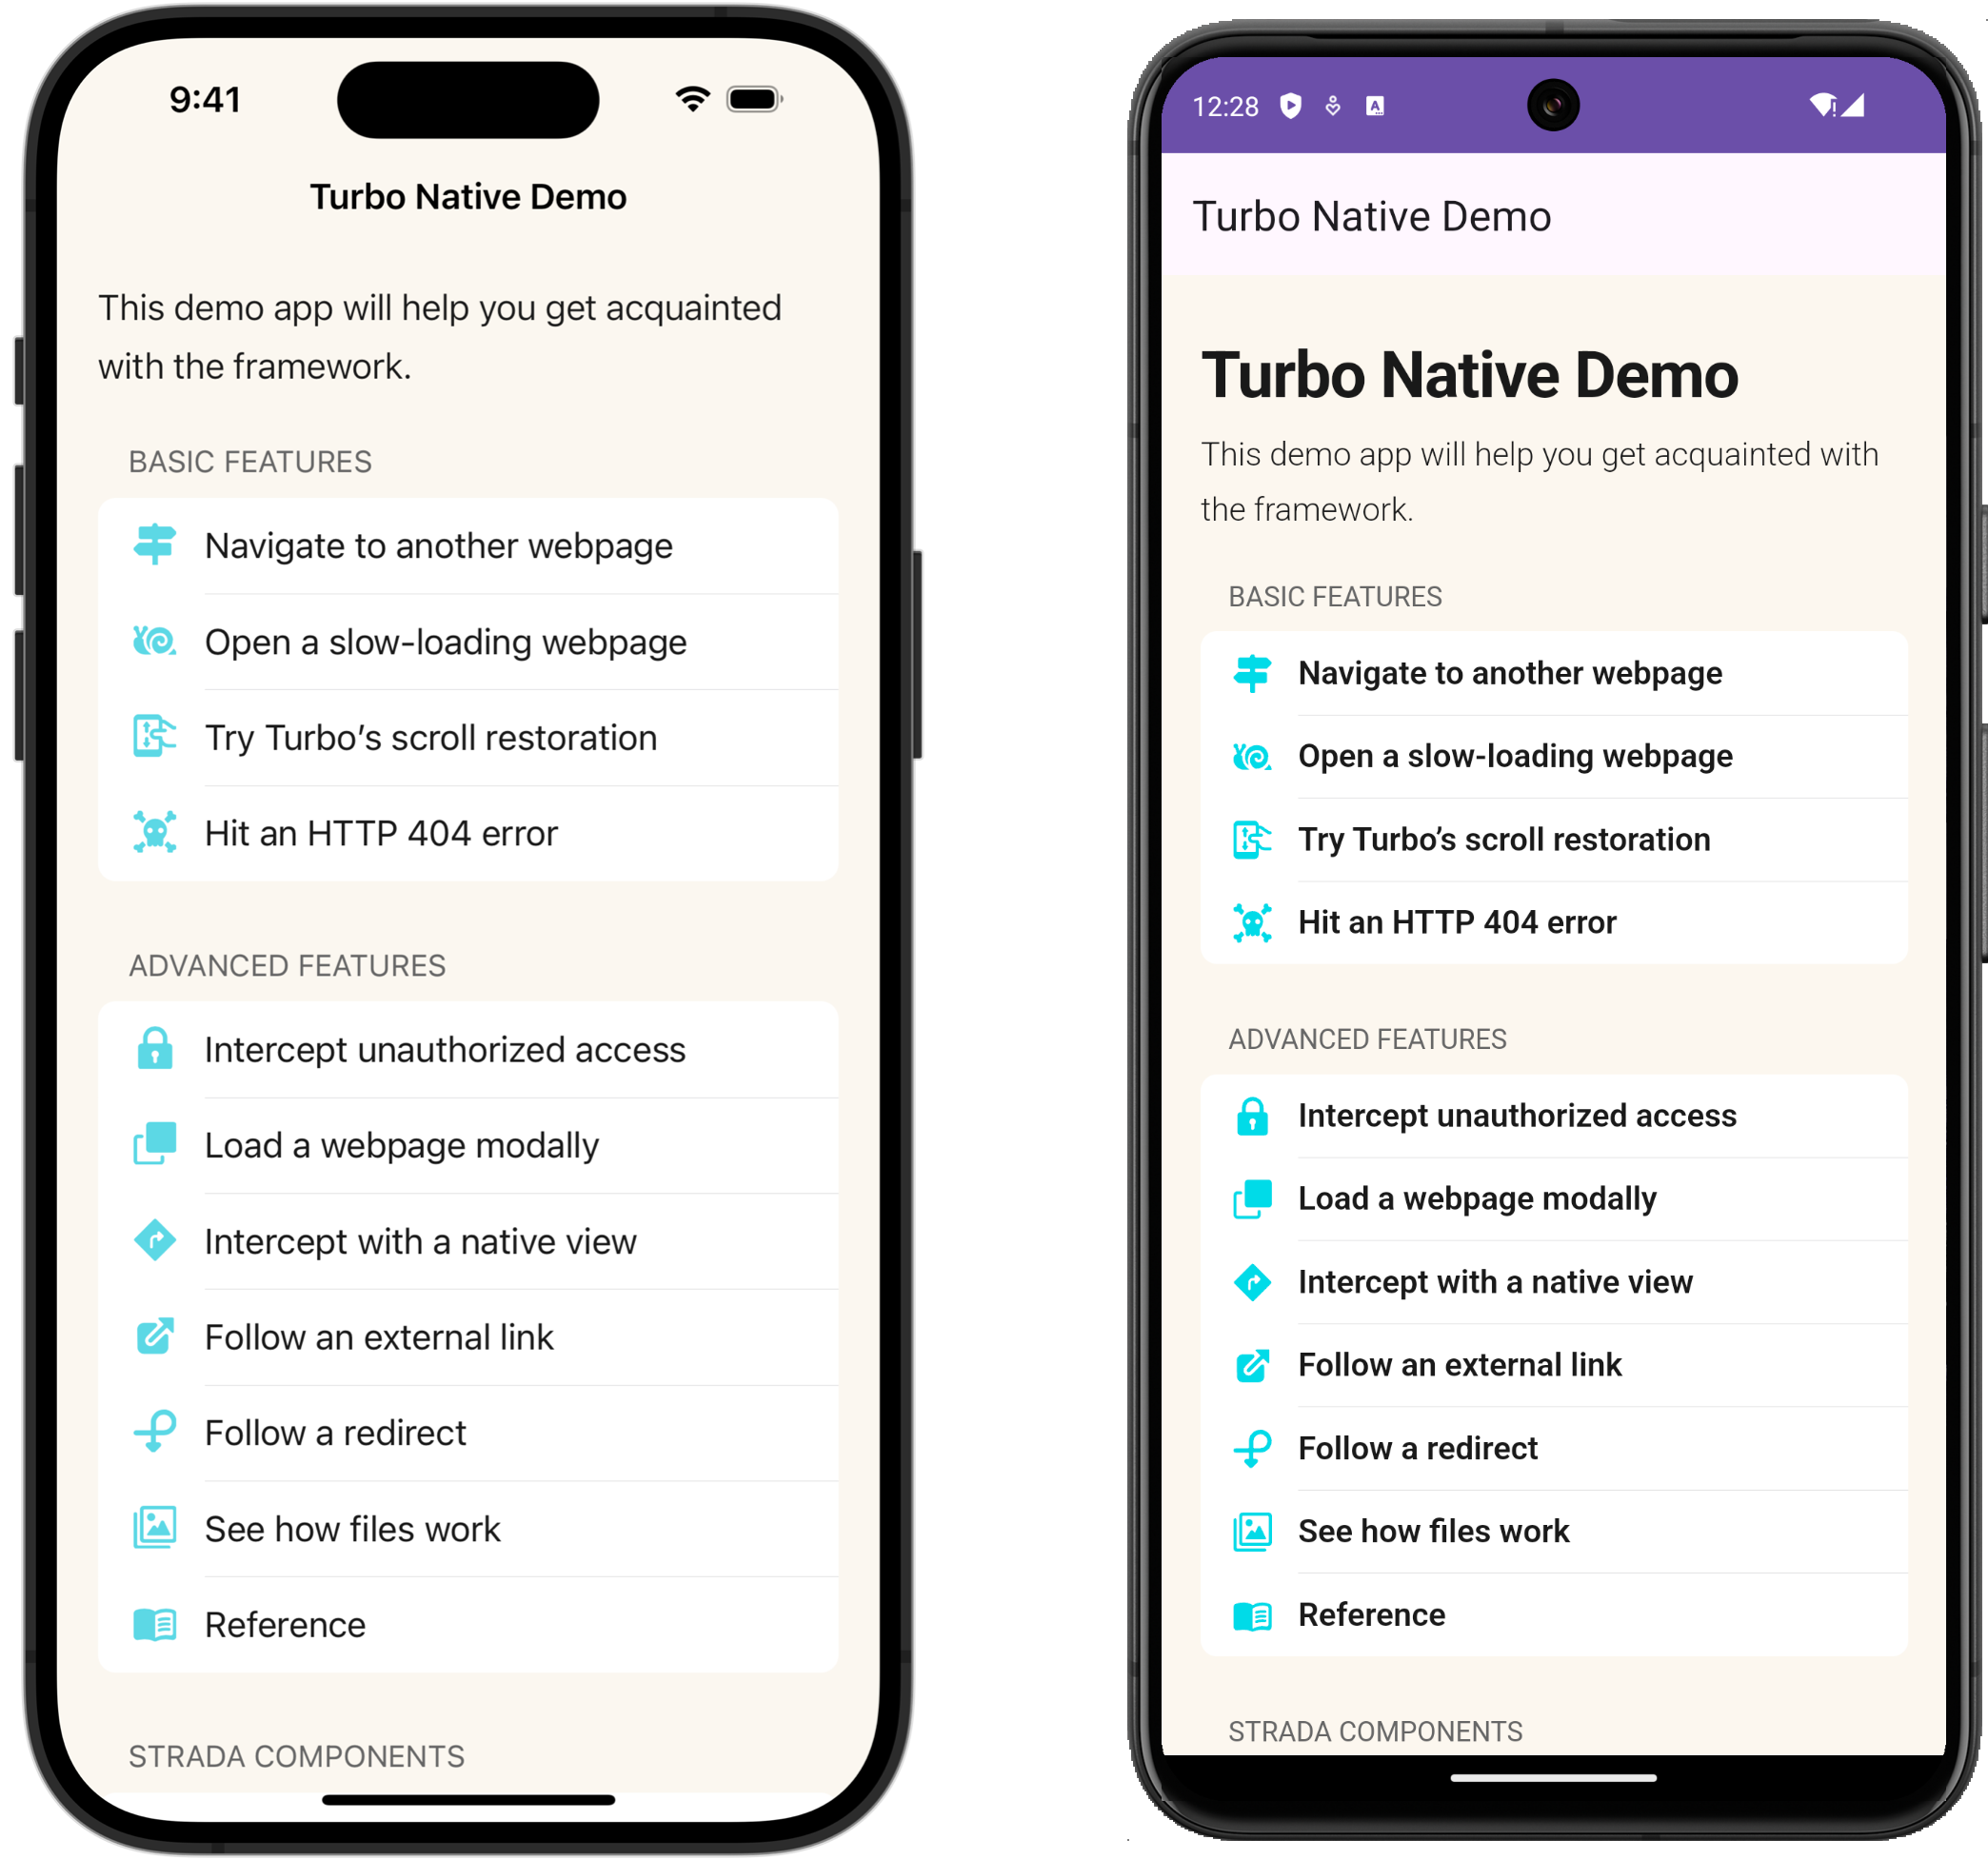 9:41
Turbo Native Demo
This demo app will help you get acquainted
with the framework.
BASIC FEATURES
Navigate to another webpage
Open a slow-loading webpage
Try Turbo’s scroll restoration
Hit an HTTP 404 error
ADVANCED FEATURES
Intercept unauthorized access
Load a webpage modally
Intercept with a native view
Follow an external link
Follow a redirect
See how files work
Reference
STRADA COMPONENTS
12:28
A
Turbo Native Demo
Turbo Native Demo
This demo app will help you get acquainted with
the framework.
BASIC FEATURES
Navigate to another webpage
Open a slow-loading webpage
Try Turbo’s scroll restoration
Hit an HTTP 404 error
ADVANCED FEATURES
Intercept unauthorized access
Load a webpage modally
Intercept with a native view
Follow an external link
Follow a redirect
See how files work
Reference
STRADA COMPONENTS